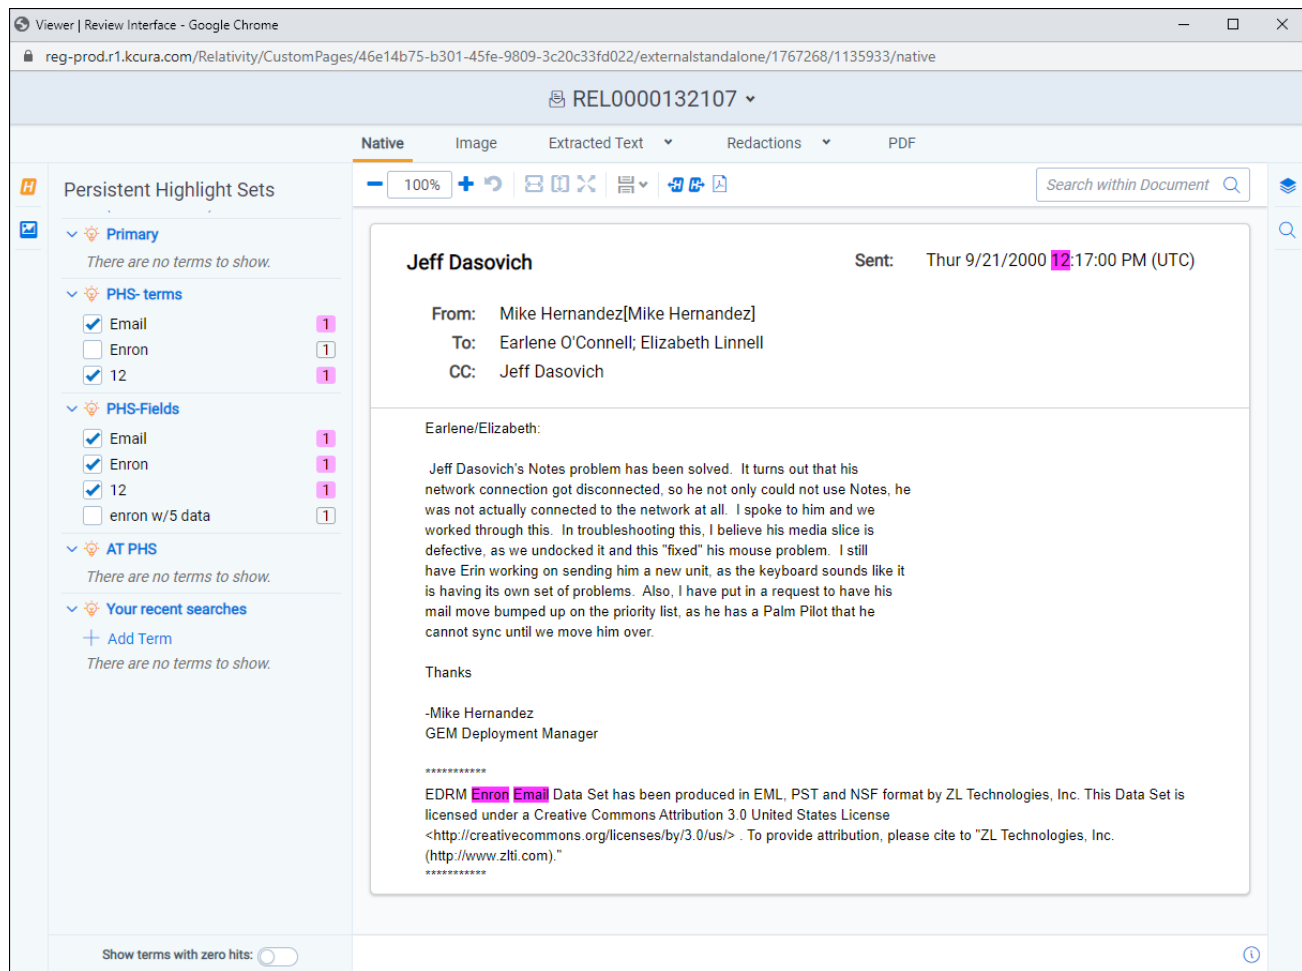 Viewer | Review Interface - Google Chrome
reg-prod.r1.kcura.com/Relativity/CustomPages/46e14b75-b301-45fe-9809-3c20c33fd022/externalstandalone/1767268/1135933/native
REL0000132107
Native Image Extracted Text Redactions PDF
Persistent Highlight Sets
100%
Search within Document
Primary
There are no terms to show.
PHS- terms
Email 1
Enron 1
12 1
PHS-Fields
Email 1
Enron 1
12 1
enron w/5 data 1
AT PHS
There are no terms to show.
Your recent searches
Add Term
There are no terms to show.
Show terms with zero hits:
Jeff Dasovich Sent: Thur 9/21/2000 12:17:00 PM (UTC)
From: Mike Hernandez[Mike Hernandez]
To: Earlene O'Connell; Elizabeth Linnell
CC: Jeff Dasovich
Earlene/Elizabeth:
Jeff Dasovich's Notes problem has been solved. It turns out that his
network connection got disconnected, so he not only could not use Notes, he
was not actually connected to the network at all. I spoke to him and we
worked through this. In troubleshooting this, I believe his media slice is
defective, as we undocked it and this "fixed" his mouse problem. I still
have Erin working on sending him a new unit, as the keyboard sounds like it
is having its own set of problems. Also, I have put in a request to have his
mail move bumped up on the priority list, as he has a Palm Pilot that he
cannot sync until we move him over.
Thanks
-Mike Hernandez
GEM Deployment Manager
***********
EDRM Enron Email Data Set has been produced in EML, PST and NSF format by ZL Technologies, Inc. This Data Set is
licensed under a Creative Commons Attribution 3.0 United States License
<http://creativecommons.org/licenses/by/3.0/us/> . To provide attribution, please cite to "ZL Technologies, Inc.
(http://www.zlti.com)."
***********